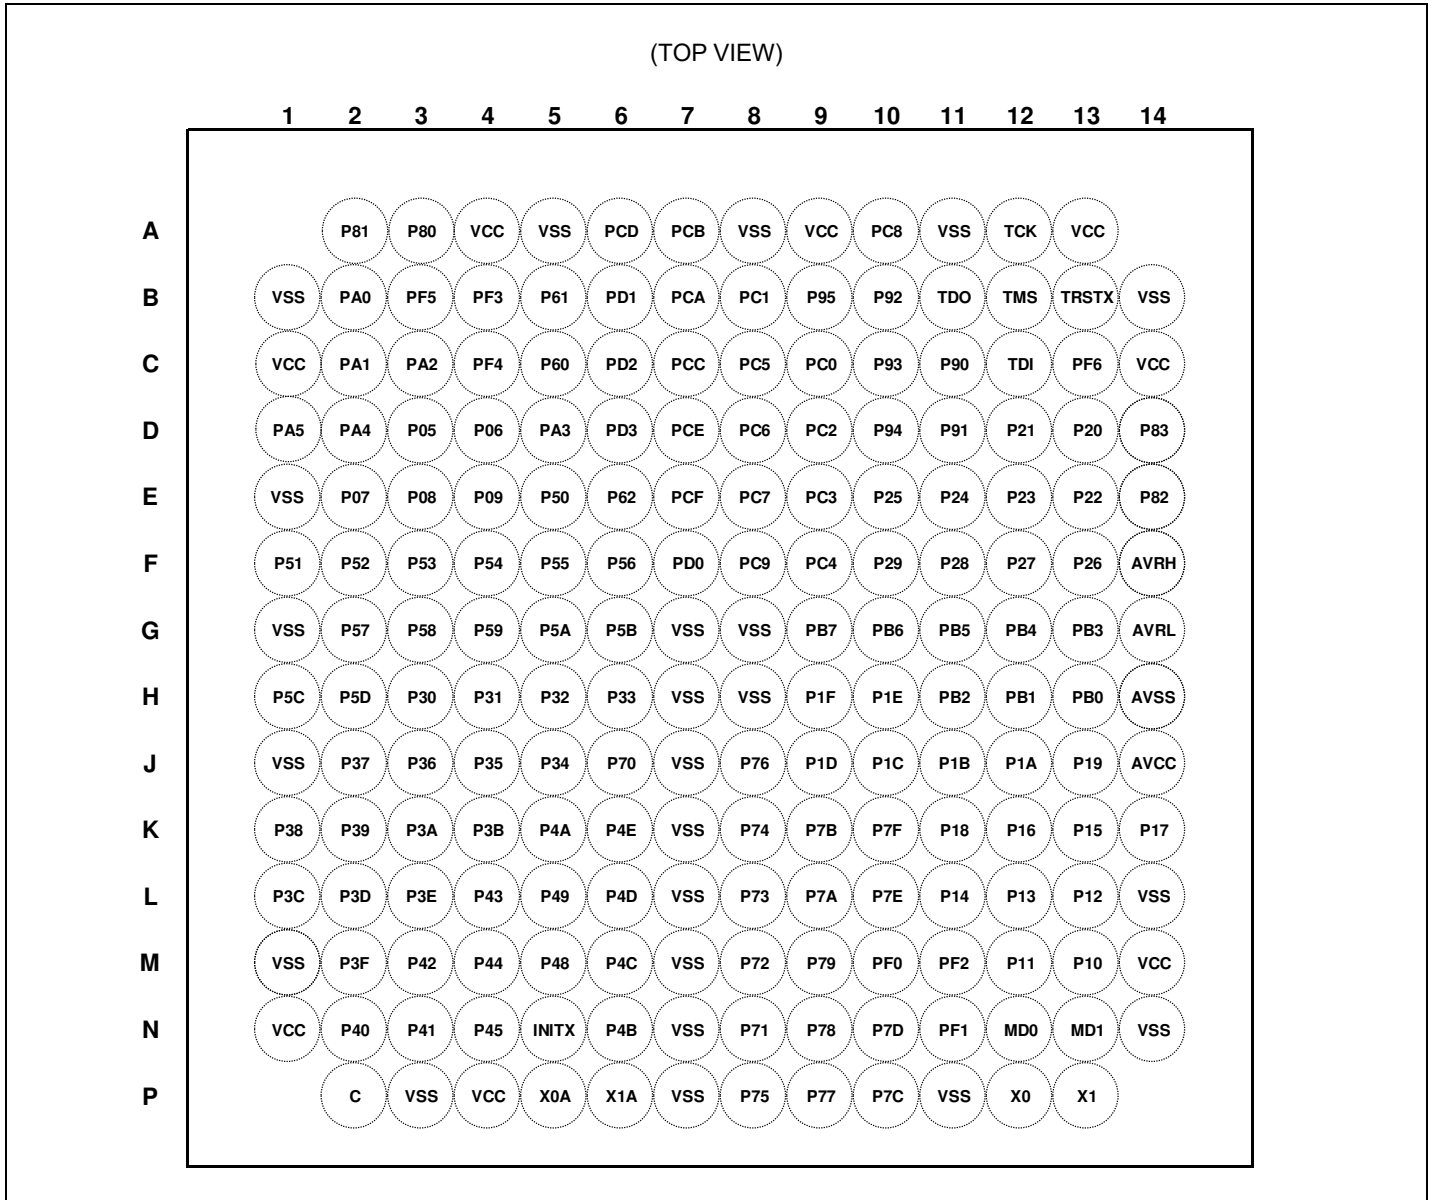 (TOP VIEW)
1 2 3 4 5 6 7 8 9 10 11 12 13 14
A P81 P80 VCC VSS PCD PCB VSS VCC PC8 VSS TCK VCC
B VSS PA0 PF5 PF3 P61 PD1 PCA PC1 P95 P92 TDO TMS TRSTX VSS
C VCC PA1 PA2 PF4 P60 PD2 PCC PC5 PC0 P93 P90 TDI PF6 VCC
D PA5 PA4 P05 P06 PA3 PD3 PCE PC6 PC2 P94 P91 P21 P20 P83
E VSS P07 P08 P09 P50 P62 PCF PC7 PC3 P25 P24 P23 P22 P82
F P51 P52 P53 P54 P55 P56 PD0 PC9 PC4 P29 P28 P27 P26 AVRH
G VSS P57 P58 P59 P5A P5B VSS VSS PB7 PB6 PB5 PB4 PB3 AVRL
H P5C P5D P30 P31 P32 P33 VSS VSS P1F P1E PB2 PB1 PB0 AVSS
J VSS P37 P36 P35 P34 P70 VSS P76 P1D P1C P1B P1A P19 AVCC
K P38 P39 P3A P3B P4A P4E VSS P74 P7B P7F P18 P16 P15 P17
L P3C P3D P3E P43 P49 P4D VSS P73 P7A P7E P14 P13 P12 VSS
M VSS P3F P42 P44 P48 P4C VSS P72 P79 PF0 PF2 P11 P10 VCC
N VCC P40 P41 P45 INITX P4B VSS P71 P78 P7D PF1 MD0 MD1 VSS
P C VSS VCC X0A X1A VSS P75 P77 P7C VSS X0 X1